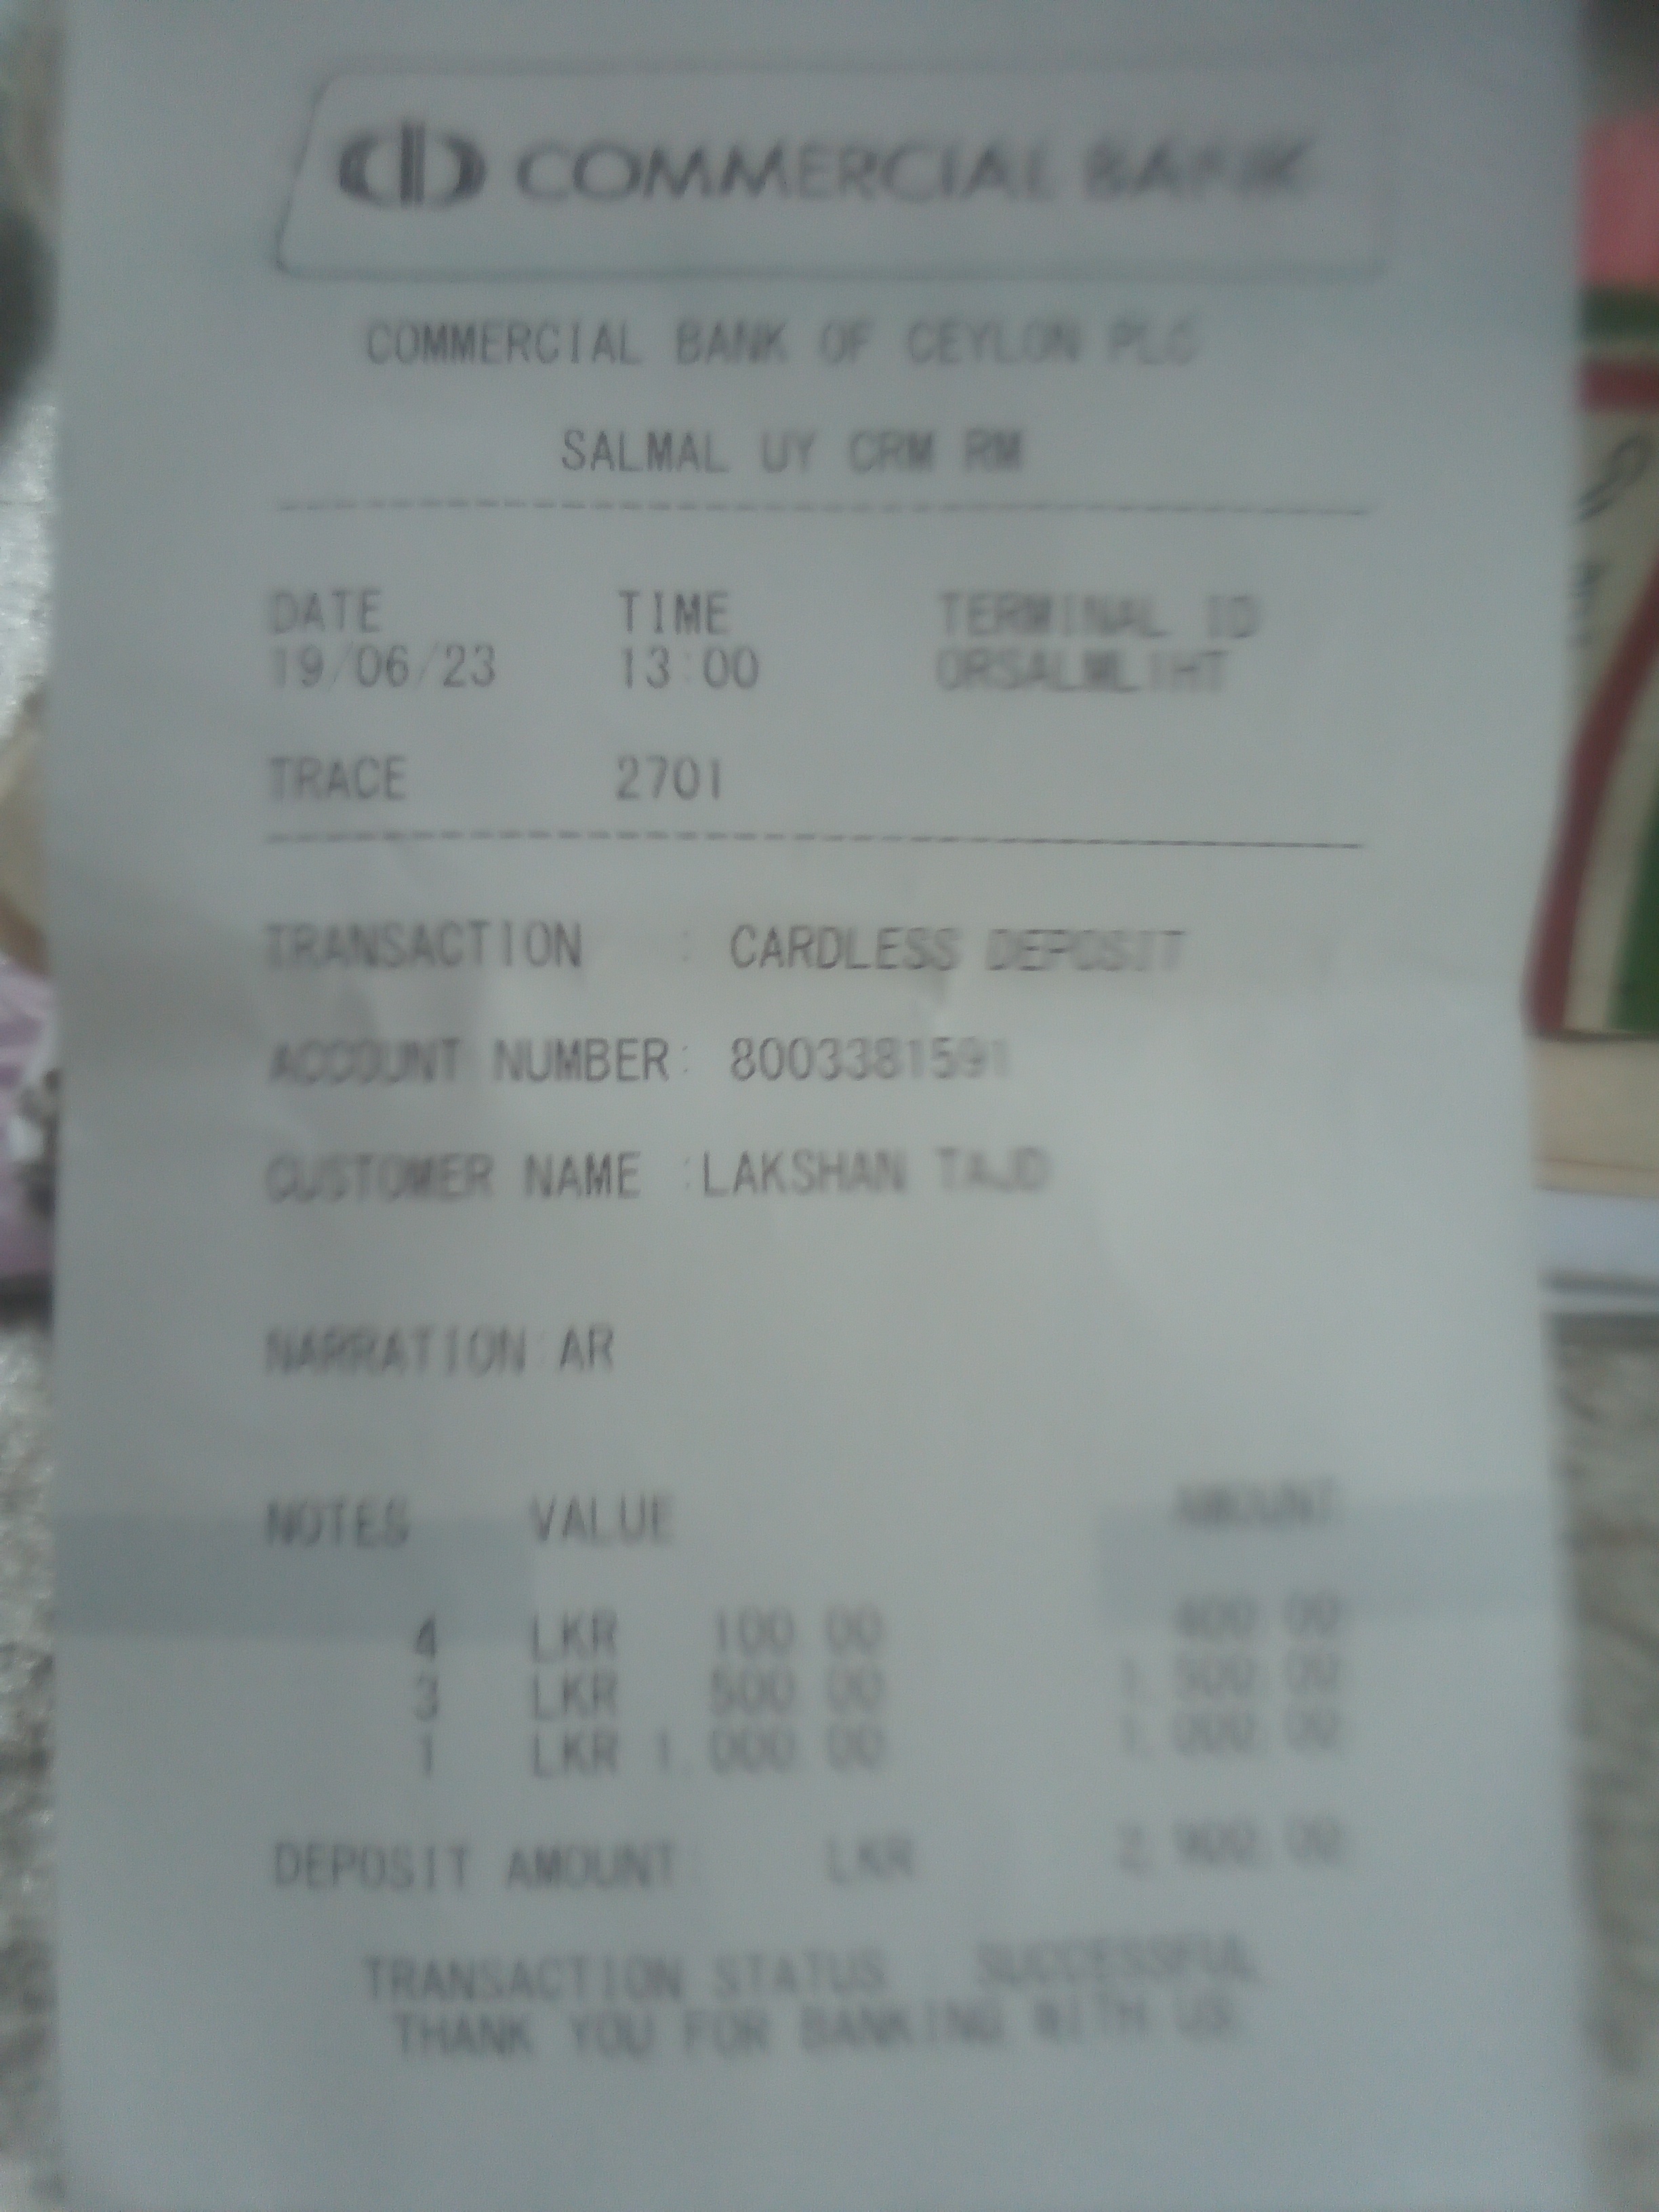 COMMERCIAL BANK
COMMERCIAL BANK OF CEYLON PLC
SALMAL UY CRM RM
DATE TIME TERMINAL ID
19/06/23 13:00 ORSALML1HT
TRACE 2701
TRANSACTION : CARDLESS DEPOSIT
ACCOUNT NUMBER: 8003381591
CUSTOMER NAME :LAKSHAN TAJD
NARRATION AR
NOTES VALUE AMOUNT
4 LKR 100.00 400.00
3 LKR 500.00 1,500.00
1 LKR 1,000.00 1,000.00
DEPOSIT AMOUNT: LKR 2,900.00
TRANSACTION STATUS : SUCCESSFUL
THANK YOU FOR BANKING WITH US.